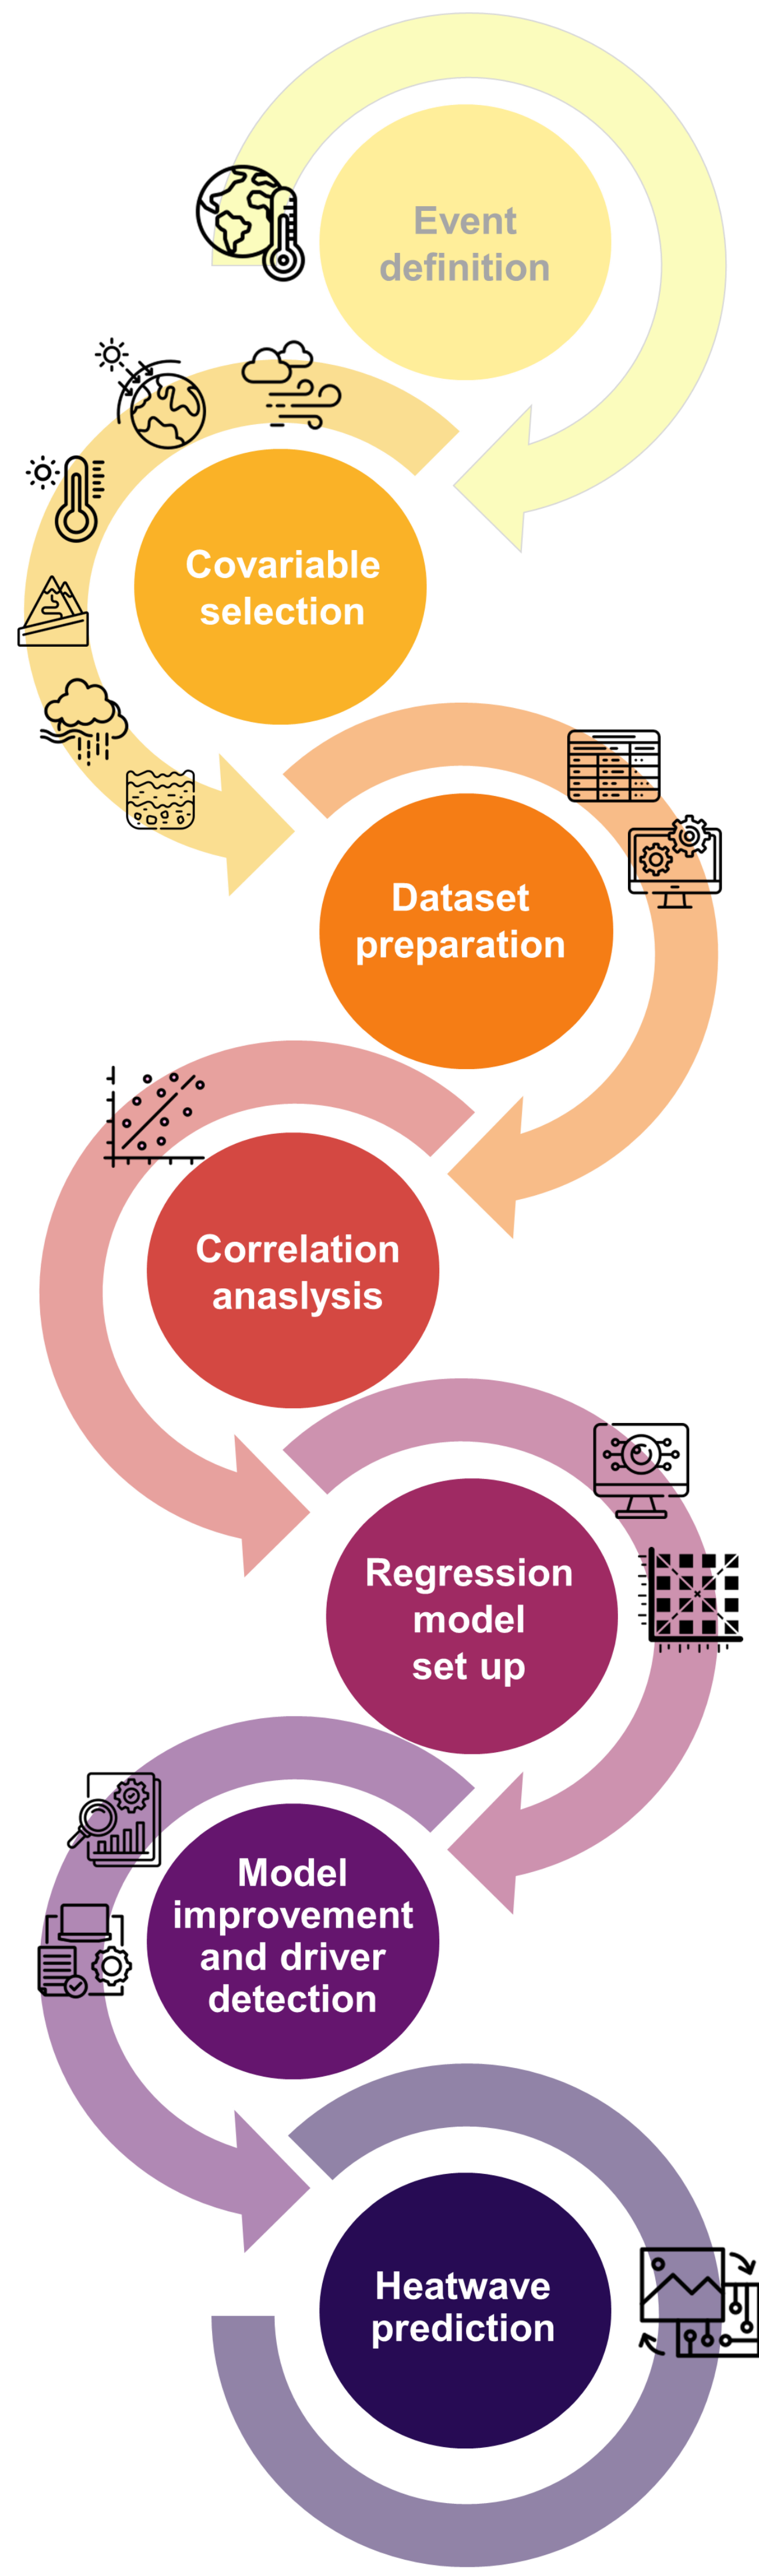 Event
definition
Covariable
selection
Dataset
preparation
Correlation
anaslysis
Regression
model
set up
Model
improvement
and driver
detection
Heatwave
prediction